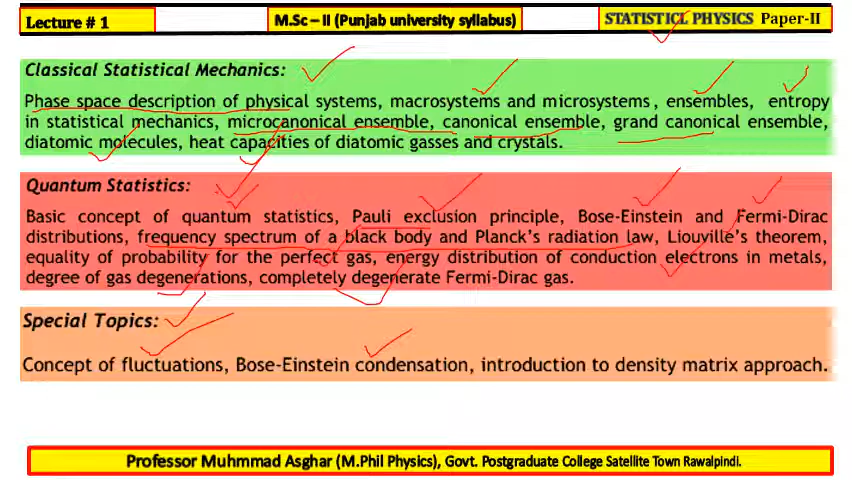 Lecture # 1
M.Sc – II (Punjab university syllabus)
STATISTICL PHYSICS Paper-II
Classical Statistical Mechanics:
Phase space description of physical systems, macrosystems and microsystems, ensembles, entropy
in statistical mechanics, microcanonical ensemble, canonical ensemble, grand canonical ensemble,
diatomic molecules, heat capacities of diatomic gasses and crystals.
Quantum Statistics:
Basic concept of quantum statistics, Pauli exclusion principle, Bose-Einstein and Fermi-Dirac
distributions, frequency spectrum of a black body and Planck's radiation law, Liouville's theorem,
equality of probability for the perfect gas, energy distribution of conduction electrons in metals,
degree of gas degenerations, completely degenerate Fermi-Dirac gas.
Special Topics:
Concept of fluctuations, Bose-Einstein condensation, introduction to density matrix approach.
Professor Muhmmad Asghar (M.Phil Physics), Govt. Postgraduate College Satellite Town Rawalpindi.